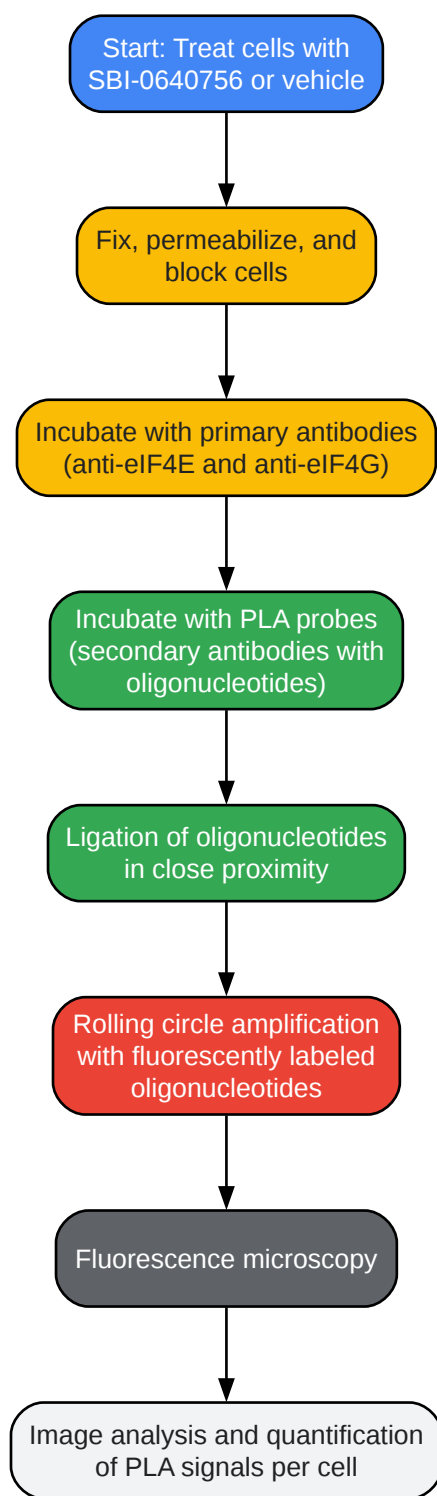 Start: Treat cells with
SBI-0640756 or vehicle
Fix, permeabilize, and
block cells
Incubate with primary antibodies
(anti-eIF4E and anti-eIF4G)
Incubate with PLA probes
(secondary antibodies with
oligonucleotides)
Ligation of oligonucleotides
in close proximity
Rolling circle amplification
with fluorescently labeled
oligonucleotides
Fluorescence microscopy
Image analysis and quantification
of PLA signals per cell